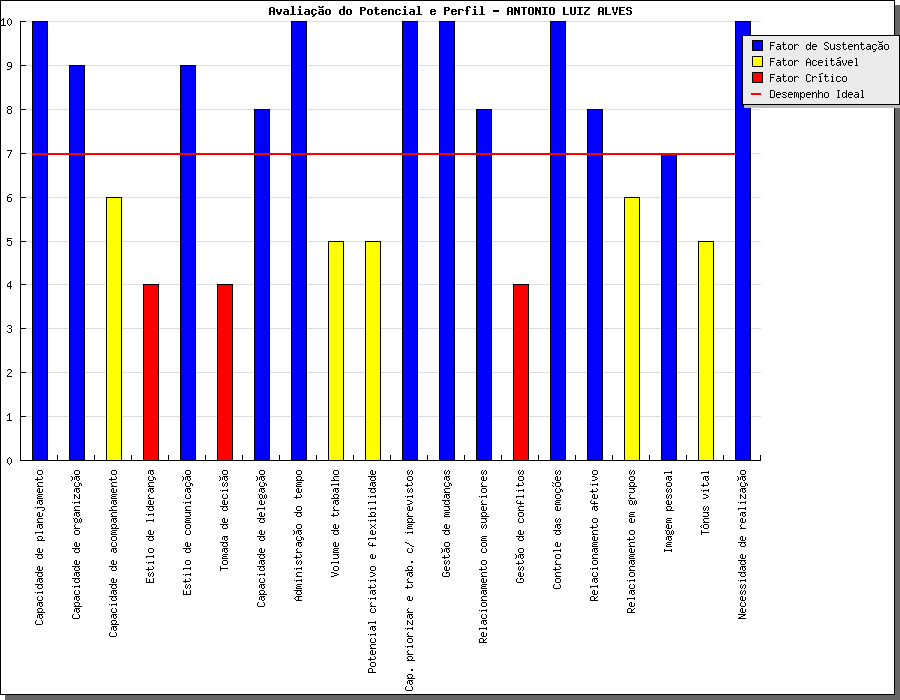 Avaliação do Potencial e Perfil - ANTONIO LUIZ ALVES
10
9
8
7
6
5
4
3
2
1
0
Fator de Sustentação
Fator Aceitável
Fator Crítico
Desempenho Ideal
Capacidade de planejamento
Capacidade de organização
Capacidade de acompanhamento
Estilo de liderança
Estilo de comunicação
Tomada de decisão
Capacidade de delegação
Administração do tempo
Volume de trabalho
Potencial criativo e flexibilidade
Cap. priorizar e trab. c/ imprevistos
Gestão de mudanças
Relacionamento com superiores
Gestão de conflitos
Controle das emoções
Relacionamento afetivo
Relacionamento em grupos
Imagem pessoal
Tônus vital
Necessidade de realização